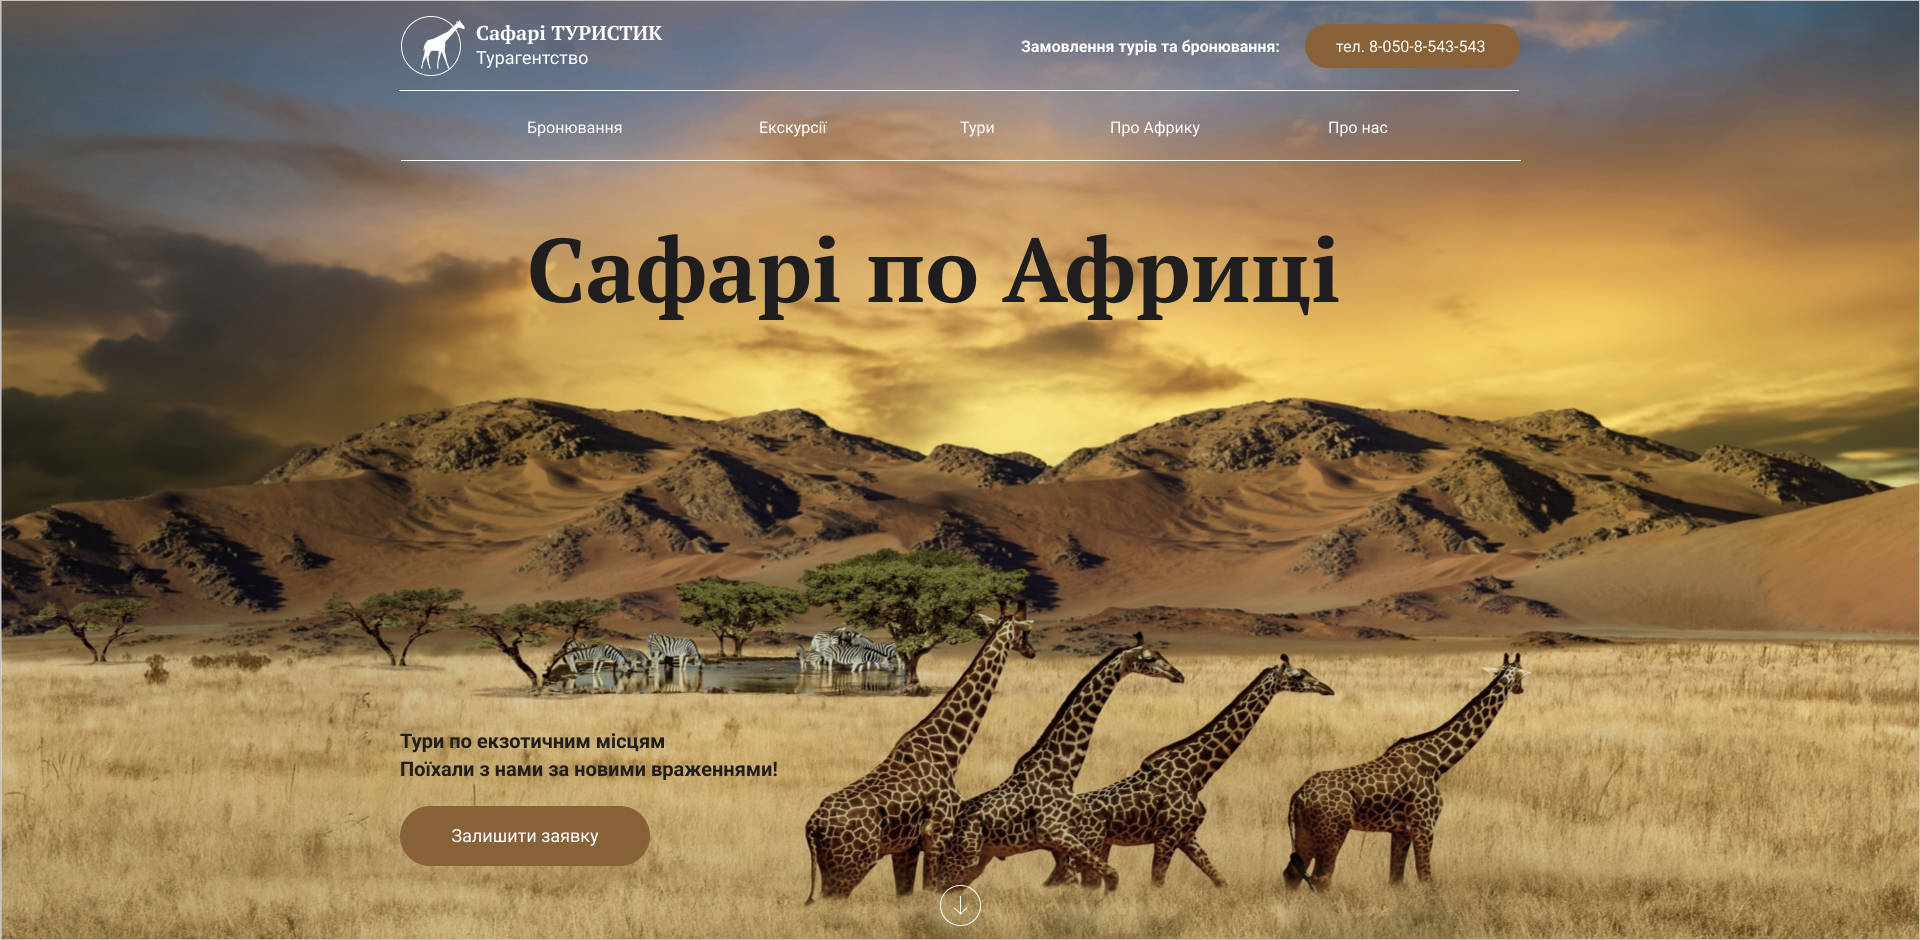 Сафарі ТУРИСТИК
Турагентство
Замовлення турів та бронювання:
тел. 8-050-8-543-543
Бронювання
Екскурсії
Тури
Про Африку
Про нас
Сафарі по Африці
Тури по екзотичним місцям
Поїхали з нами за новими враженнями!
Залишити заявку